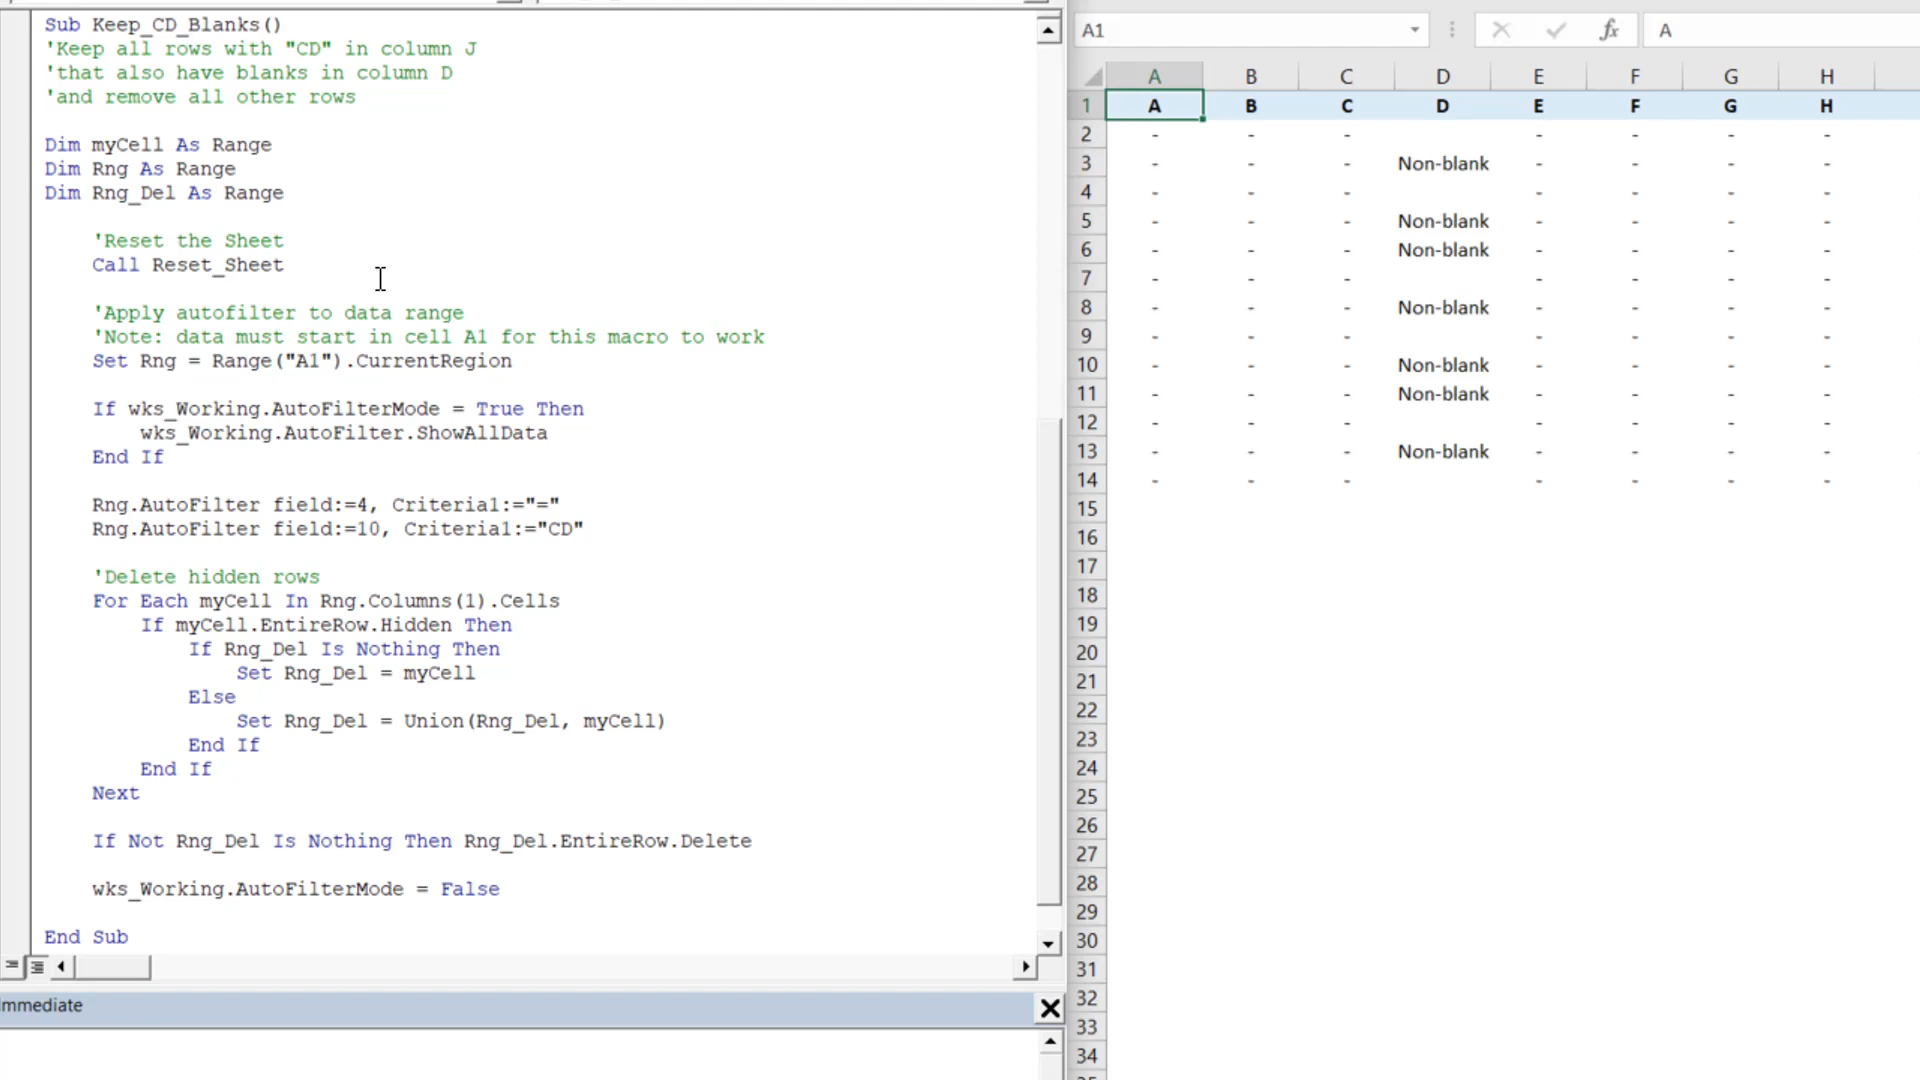 Sub Keep_CD_Blanks()
'Keep all rows with "CD" in column J
'that also have blanks in column D
'and remove all other rows
Dim myCell As Range
Dim Rng As Range
Dim Rng_Del As Range
'Reset the Sheet
Call Reset_Sheet
'Apply autofilter to data range
'Note: data must start in cell A1 for this macro to work
Set Rng = Range("A1").CurrentRegion
If wks_Working.AutoFilterMode = True Then
wks_Working.AutoFilter.ShowAllData
End If
Rng.AutoFilter field:=4, Criteria1:="="
Rng.AutoFilter field:=10, Criteria1:="CD"
'Delete hidden rows
For Each myCell In Rng.Columns(1).Cells
If myCell.EntireRow.Hidden Then
If Rng_Del Is Nothing Then
Set Rng_Del = myCell
Else
Set Rng_Del = Union(Rng_Del, myCell)
End If
End If
Next
If Not Rng_Del Is Nothing Then Rng_Del.EntireRow.Delete
wks_Working.AutoFilterMode = False
End Sub
Immediate
A1 fx A
A B C D E F G H
1 A B C D E F G H
2 - - - - - - -
3 - - - Non-blank - - - -
4 - - - - - - -
5 - - - Non-blank - - - -
6 - - - Non-blank - - - -
7 - - - - - - -
8 - - - Non-blank - - - -
9 - - - - - - -
10 - - - Non-blank - - - -
11 - - - Non-blank - - - -
12 - - - - - - -
13 - - - Non-blank - - - -
14 - - - - - - -
15
16
17
18
19
20
21
22
23
24
25
26
27
28
29
30
31
32
33
34